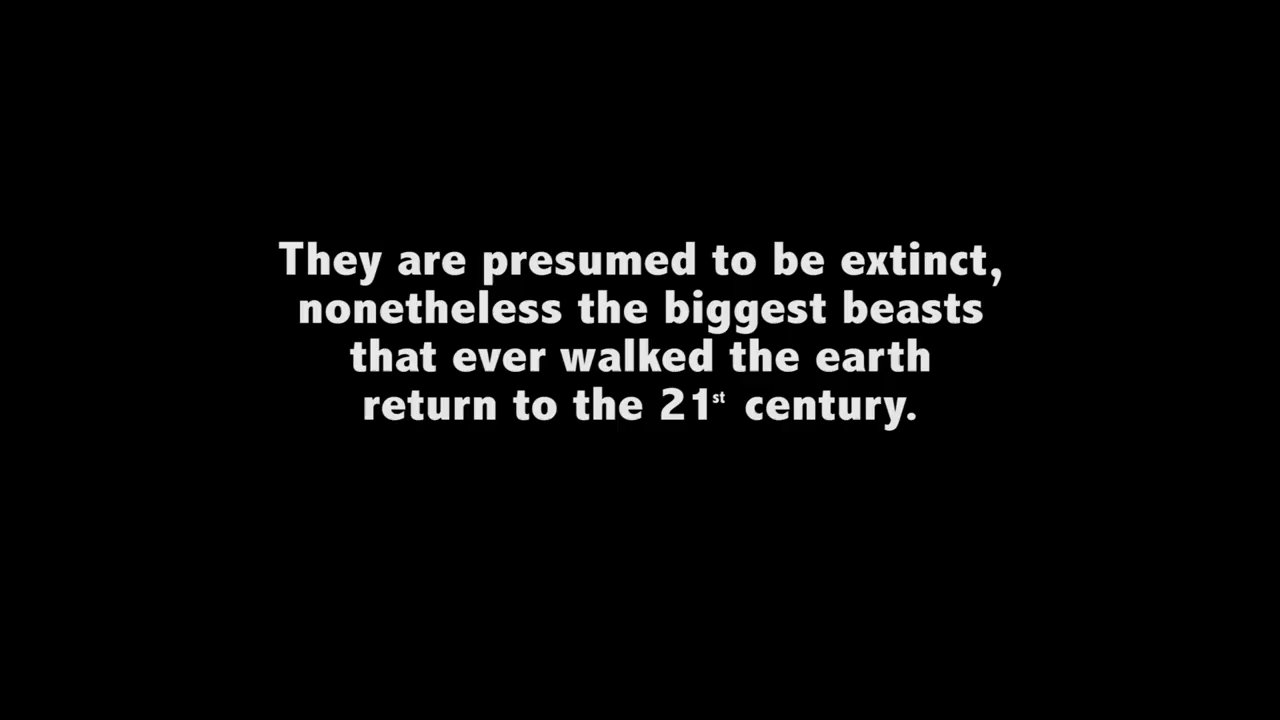 They are presumed to be extinct,
nonetheless the biggest beasts
that ever walked the earth
return to the 21st century.